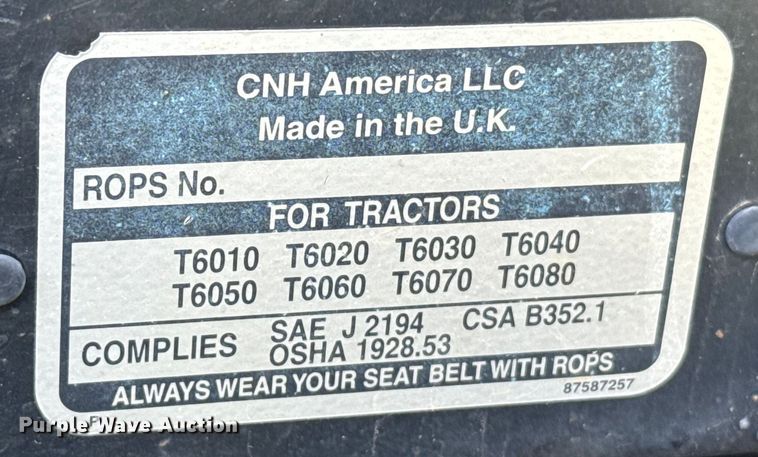 CNH America LLC
Made in the U.K.
ROPS No.
FOR TRACTORS
T6010 T6020 T6030 T6040
T6050 T6060 T6070 T6080
COMPLIES SAE J 2194 CSA B352.1
OSHA 1928.53
ALWAYS WEAR YOUR SEAT BELT WITH ROPS
87587257
Purple Wave Auction